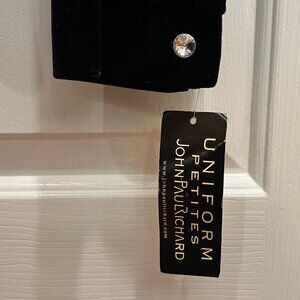 UNIFORM
PETITES
JOHNPAULRICHARD
www.johnpaulrichard.com